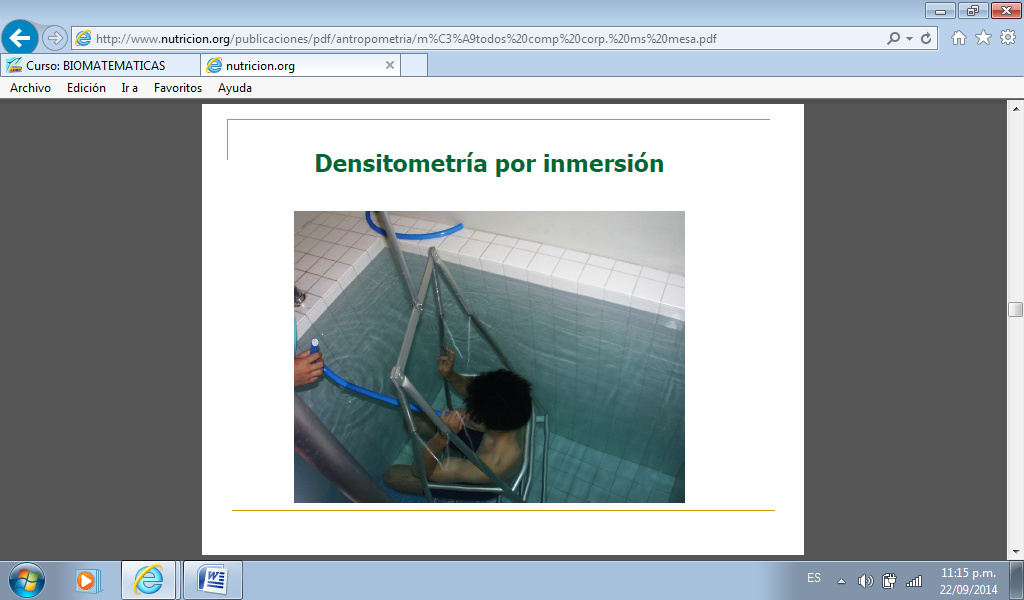 http://www.nutricion.org/publicaciones/pdf/antropometria/m%C3%A9todos%20comp%20corp.%20ms%20mesa.pdf
Curso: BIOMATEMATICAS
nutricion.org
Archivo Edición Ir a Favoritos Ayuda
Densitometría por inmersión
ES
11:15 p.m.
22/09/2014